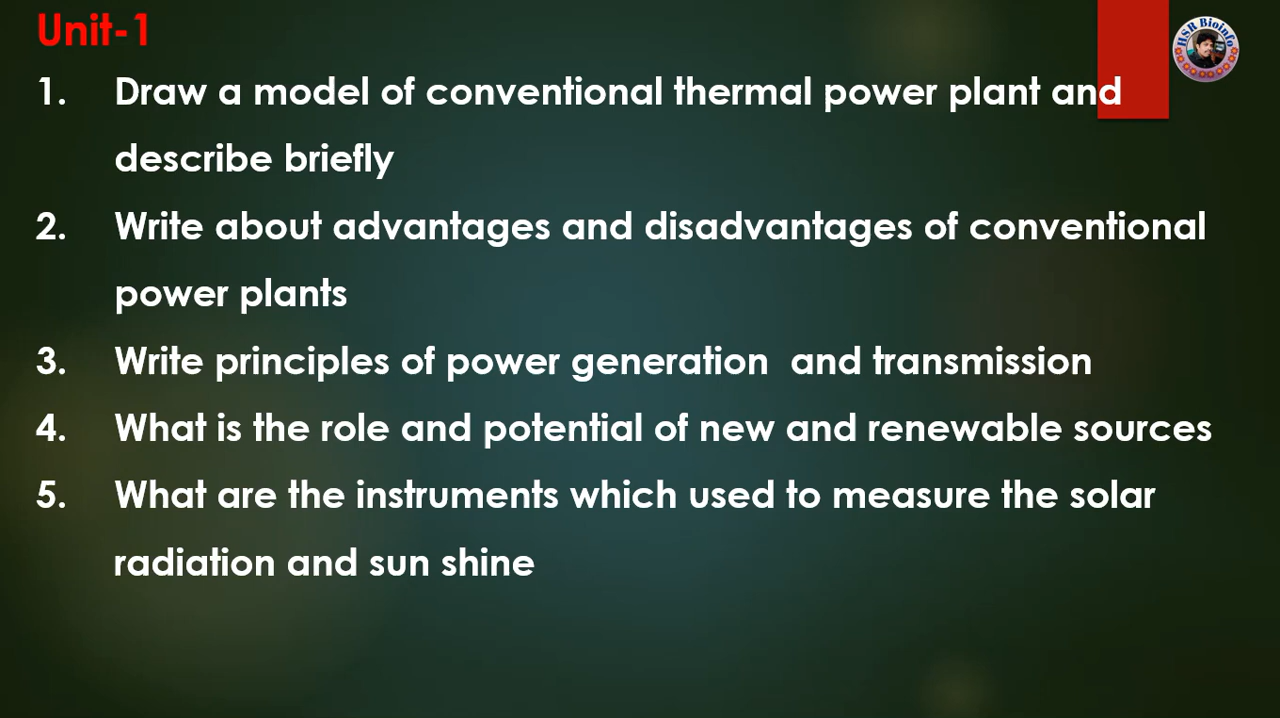 Unit-1
HSR Bioinfo
1. Draw a model of conventional thermal power plant and
describe briefly
2. Write about advantages and disadvantages of conventional
power plants
3. Write principles of power generation  and transmission
4. What is the role and potential of new and renewable sources
5. What are the instruments which used to measure the solar
radiation and sun shine